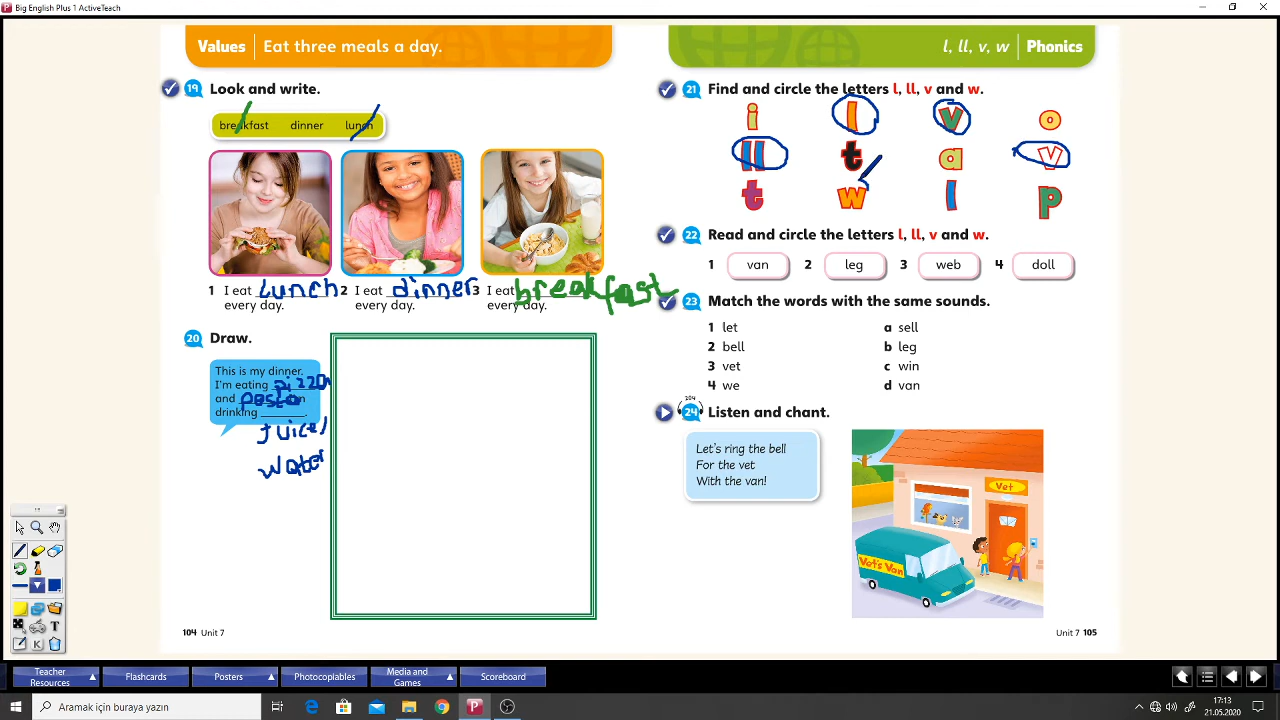 Big English Plus 1 ActiveTeach
Values | Eat three meals a day.
19 Look and write.
breakfast dinner lunch
1 I eat lunch every day.
2 I eat dinner every day.
3 I eat breakfast every day.
20 Draw.
This is my dinner.
I'm eating pizza
and pasta
drinking ______.
juice/
water
104 Unit 7
l, ll, v, w | Phonics
21 Find and circle the letters l, ll, v and w.
i l v o
ll t a v
t w l p
22 Read and circle the letters l, ll, v and w.
1 van 2 leg 3 web 4 doll
23 Match the words with the same sounds.
1 let a sell
2 bell b leg
3 vet c win
4 we d van
104
24 Listen and chant.
Let's ring the bell
For the vet
With the van!
Vet
Vet's Van
Unit 7 105
T
K
Teacher Resources
Flashcards
Posters
Photocopiables
Media and Games
Scoreboard
Aramak için buraya yazın
17:13
21.05.2020